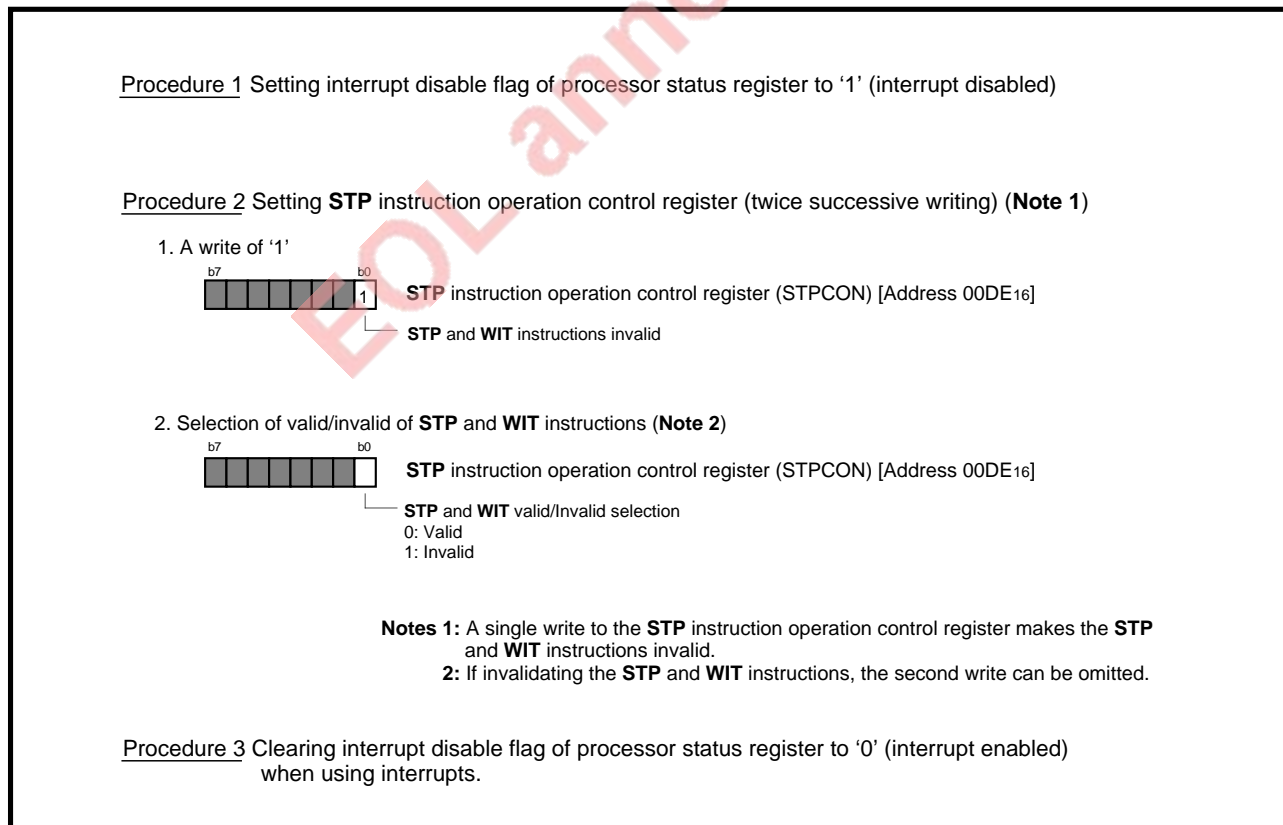 Procedure 1 Setting interrupt disable flag of processor status register to ‘1’ (interrupt disabled)
Procedure 2 Setting STP instruction operation control register (twice successive writing) (Note 1)
1. A write of ‘1’
b7 b0
1
STP instruction operation control register (STPCON) [Address 00DE16]
STP and WIT instructions invalid
2. Selection of valid/invalid of STP and WIT instructions (Note 2)
b7 b0
STP instruction operation control register (STPCON) [Address 00DE16]
STP and WIT valid/Invalid selection
0: Valid
1: Invalid
Notes 1: A single write to the STP instruction operation control register makes the STP
and WIT instructions invalid.
2: If invalidating the STP and WIT instructions, the second write can be omitted.
Procedure 3 Clearing interrupt disable flag of processor status register to ‘0’ (interrupt enabled)
when using interrupts.
EOL